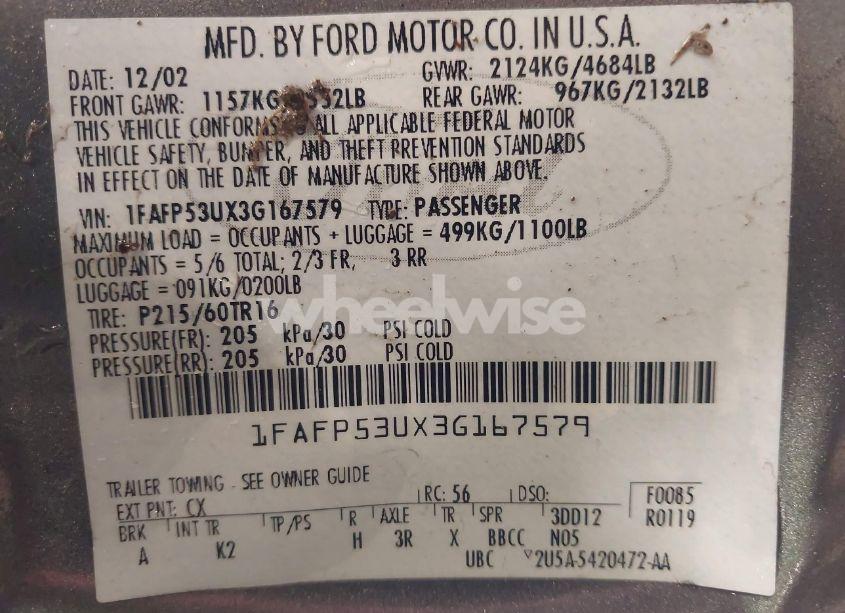 MFD. BY FORD MOTOR CO. IN U.S.A.
DATE: 12/02 GVWR: 2124KG/4684LB
FRONT GAWR: 1157KG LB REAR GAWR: 967KG/2132LB
THIS VEHICLE CONFORMS ALL APPLICABLE FEDERAL MOTOR
VEHICLE SAFETY, BUMPER, AND THEFT PREVENTION STANDARDS
IN EFFECT ON THE DATE OF MANUFACTURE SHOWN ABOVE.
VIN: 1FAFP53UX3G167579 TYPE: PASSENGER
MAXIMUM LOAD = OCCUPANTS + LUGGAGE = 499KG/1100LB
OCCUPANTS = 5/6 TOTAL; 2/3 FR, 3 RR
LUGGAGE = 091KG/0200LB
wheelwise
TIRE: P215/60TR16
PRESSURE(FR): 205 kPa/30 PSI COLD
PRESSURE(RR): 205 kPa/30 PSI COLD
1FAFP53UX3G167579
TRAILER TOWING - SEE OWNER GUIDE
EXT PNT: CX RC: 56 DSO: F0085
BRK INT TR TP/PS R AXLE TR SPR 3DD12 R0119
A K2 H 3R X BBCC N05
UBC 2U5A-5420472-AA